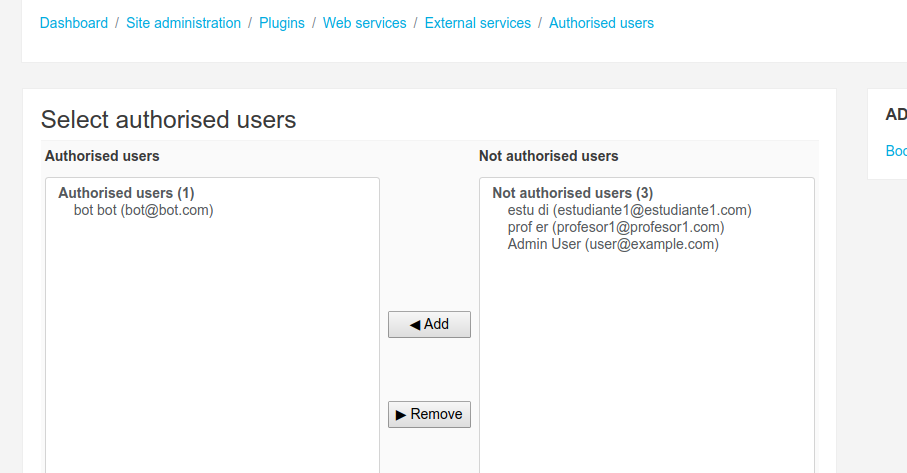 Dashboard / Site administration / Plugins / Web services / External services / Authorised users
Select authorised users
Authorised users
Authorised users (1)
bot bot (bot@bot.com)
◀ Add
▶ Remove
Not authorised users
Not authorised users (3)
estu di (estudiante1@estudiante1.com)
prof er (profesor1@profesor1.com)
Admin User (user@example.com)